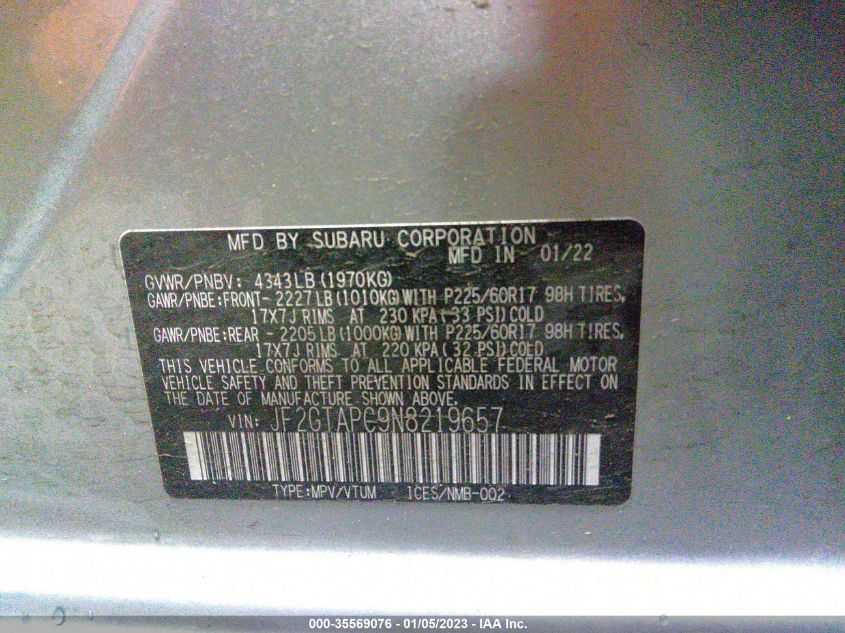 MFD BY SUBARU CORPORATION
MFD IN 01/22
GVWR/PNBV: 4343LB(1970KG)
GAWR/PNBE:FRONT- 2227LB(1010KG)WITH P225/60R17 98H TIRES,
17X7J RIMS AT 230 KPA(33 PSI)COLD
GAWR/PNBE:REAR - 2205LB(1000KG)WITH P225/60R17 98H TIRES,
17X7J RIMS AT 220 KPA(32 PSI)COLD
THIS VEHICLE CONFORMS TO ALL APPLICABLE FEDERAL MOTOR
VEHICLE SAFETY AND THEFT PREVENTION STANDARDS IN EFFECT ON
THE DATE OF MANUFACTURE SHOWN ABOVE.
VIN: JF2GTAPC9N8219657
TYPE:MPV/VTUM ICES/NMB-002
000-35569076 - 01/05/2023 - IAA Inc.